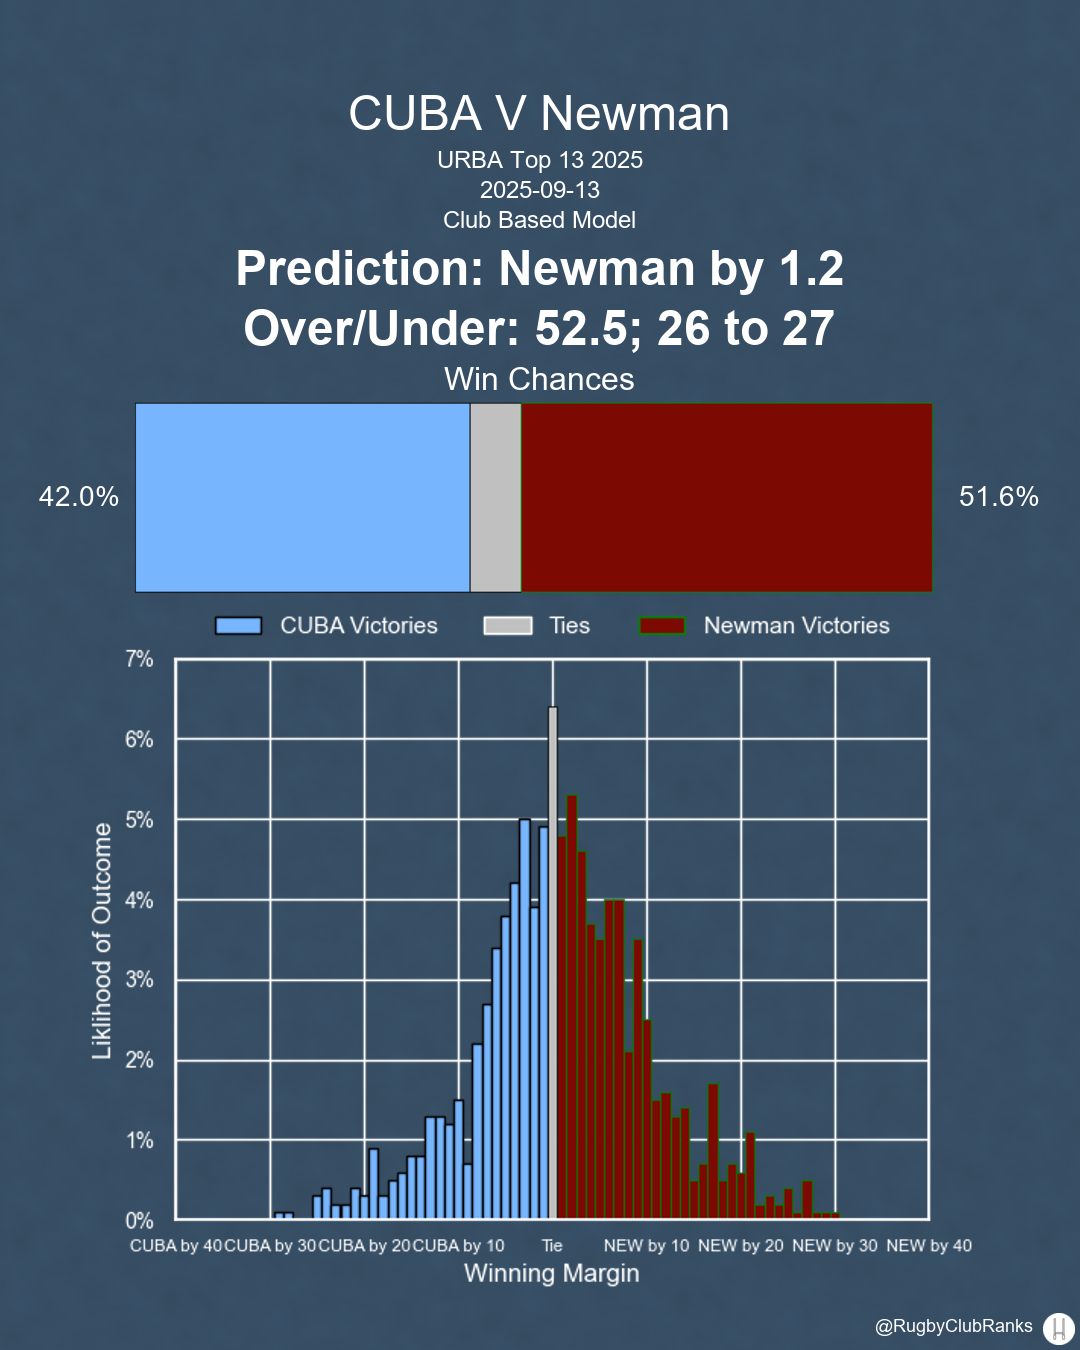 CUBA V Newman
URBA Top 13 2025
2025-09-13
Club Based Model
Prediction: Newman by 1.2
Over/Under: 52.5; 26 to 27
Win Chances
42.0%
51.6%
CUBA Victories
Ties
Newman Victories
7%
6%
5%
4%
3%
2%
1%
0%
Liklihood of Outcome
CUBA by 40 CUBA by 30 CUBA by 20 CUBA by 10 Tie NEW by 10 NEW by 20 NEW by 30 NEW by 40
Winning Margin
@RugbyClubRanks